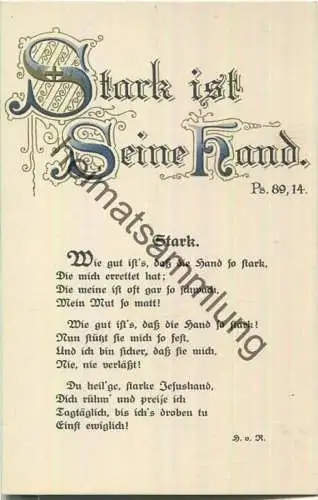 Stark ist
Seine Hand.
Ps. 89, 14.
Stark.
Wie gut ist's, daß die Hand so stark,
Die mich errettet hat;
Die meine ist oft gar so schwach,
Mein Mut so matt!
Wie gut ist's, daß die Hand so stark!
Nun stützt sie mich so fest,
Und ich bin sicher, daß sie mich,
Nie, nie verläßt!
Du heil'ge, starke Jesushand,
Dich rühm' und preise ich
Tagtäglich, bis ich's droben tu
Einst ewiglich!
H. v. R.
heimatsammlung